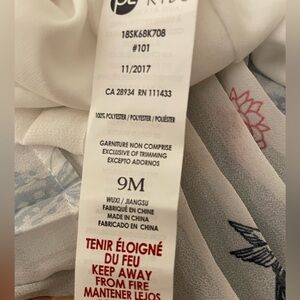 KIDS
18SK68K708
#101
11/2017
CA 28934 RN 111433
100% POLYESTER / POLYESTER / POLIÉSTER
GARNITURE NON COMPRISE
EXCLUSIVE OF TRIMMING
EXCEPTO ADORNOS
9M
WUXI / JIANGSU
FABRIQUÉ EN CHINE
MADE IN CHINA
FABRICADO EN CHINA
TENIR ÉLOIGNÉ
DU FEU
KEEP AWAY
FROM FIRE
MANTENER LEJOS